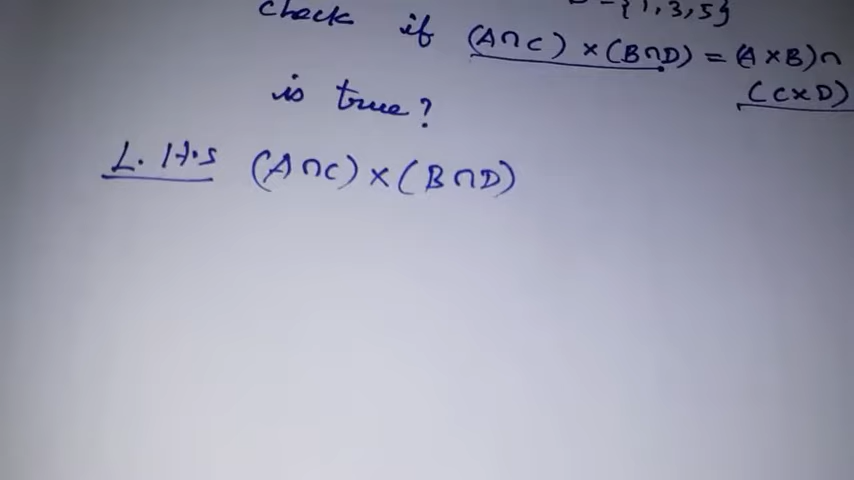 = {1, 3, 5}
Check if (A∩C) × (B∩D) = (A×B)∩
(C×D)
is true?
L.H.S (A∩C) × (B∩D)